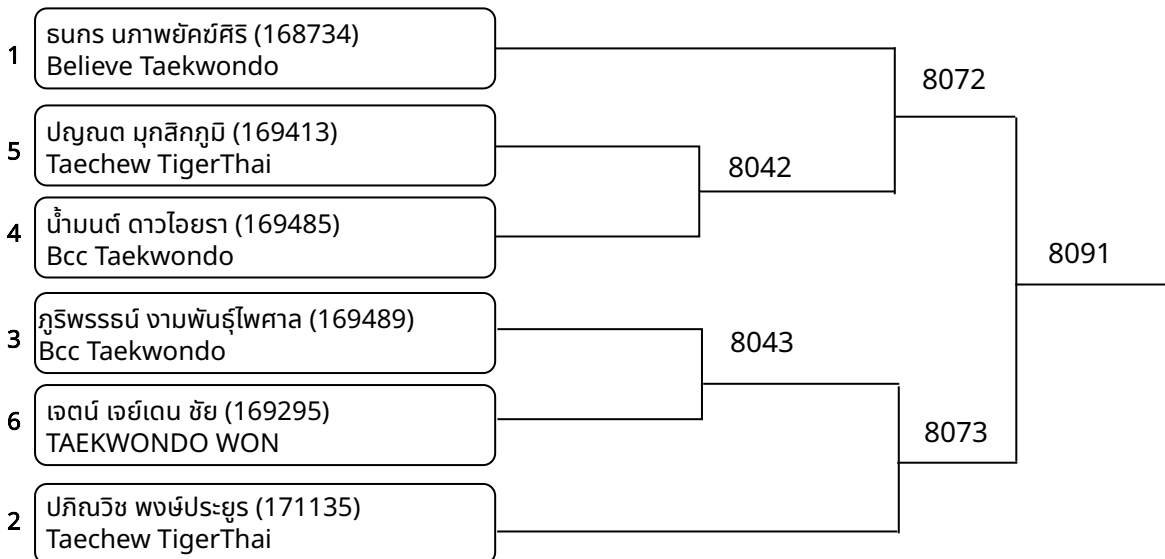 1
ธนกร นภาพยัคฆ์ศิริ (168734)
Believe Taekwondo
8072
5
ปญณต มุกสิกภูมิ (169413)
Taechew TigerThai
8042
4
น้ำมนต์ ดาวไอยรา (169485)
Bcc Taekwondo
8091
3
ภูริพรรธน์ งามพันธุ์ไพศาล (169489)
Bcc Taekwondo
8043
6
เจตน์ เจย์เดน ชัย (169295)
TAEKWONDO WON
8073
2
ปภิณวิช พงษ์ประยูร (171135)
Taechew TigerThai